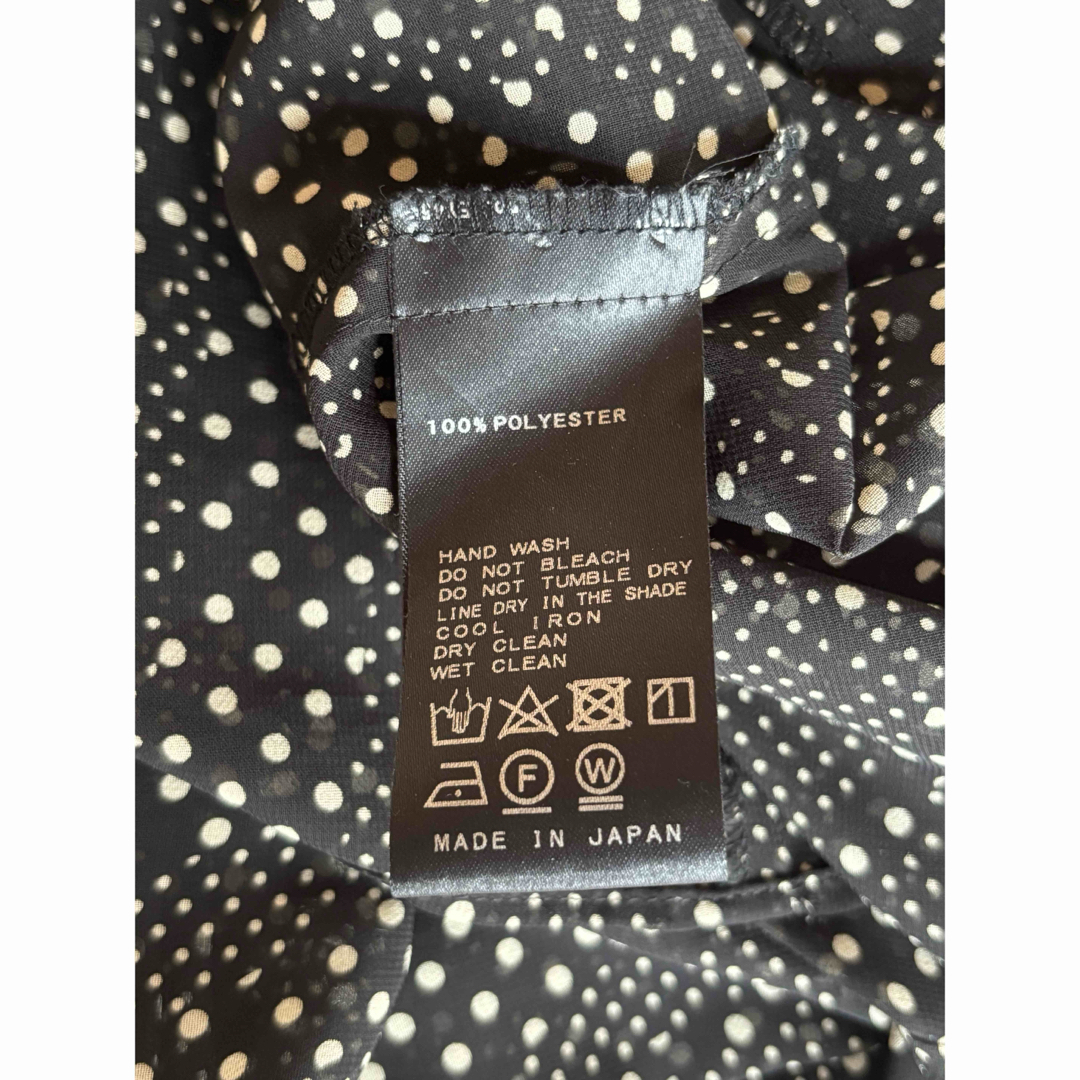 100% POLYESTER
HAND WASH
DO NOT BLEACH
DO NOT TUMBLE DRY
LINE DRY IN THE SHADE
COOL IRON
DRY CLEAN
WET CLEAN
F W
MADE IN JAPAN